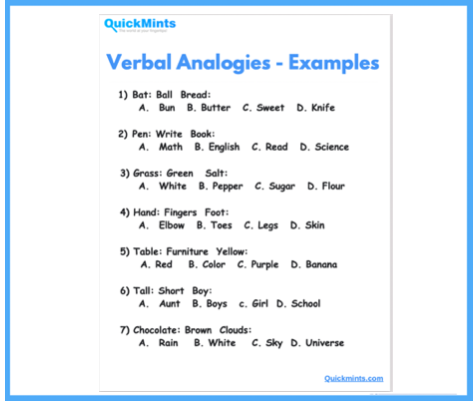 QuickMints
Verbal Analogies - Examples
1) Bat: Ball Bread:
A. Bun B. Butter C. Sweet D. Knife
2) Pen: Write Book:
A. Math B. English C. Read D. Science
3) Grass: Green Salt:
A. White B. Pepper C. Sugar D. Flour
4) Hand: Fingers Foot:
A. Elbow B. Toes C. Legs D. Skin
5) Table: Furniture Yellow:
A. Red B. Color C. Purple D. Banana
6) Tall: Short Boy:
A. Aunt B. Boys c. Girl D. School
7) Chocolate: Brown Clouds:
A. Rain B. White C. Sky D. Universe
Quickmints.com